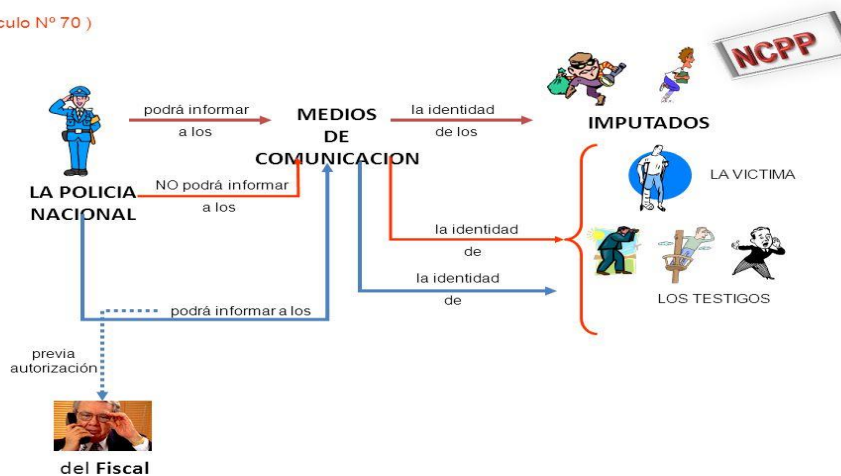 culo Nº 70 )
NCPP
podrá informar
a los
MEDIOS
DE
COMUNICACION
la identidad
de los
IMPUTADOS
LA POLICIA
NACIONAL
NO podrá informar
a los
LA VICTIMA
la identidad
de
la identidad
de
LOS TESTIGOS
podrá informar a los
previa
autorización
del Fiscal